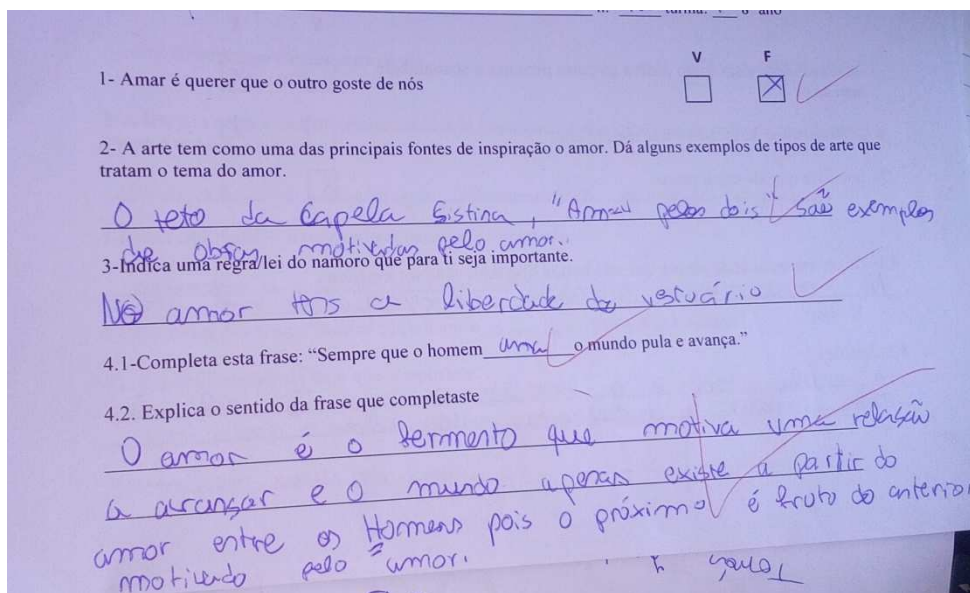 turma: 8º ano
V F
1- Amar é querer que o outro goste de nós
2- A arte tem como uma das principais fontes de inspiração o amor. Dá alguns exemplos de tipos de arte que
tratam o tema do amor.
O teto da Capela Sistina, "Amar pelos dois" são exemplos
de obras motivadas pelo amor.
3-Indica uma regra/lei do namoro que para ti seja importante.
No amor tens a liberdade do vestuário
4.1-Completa esta frase: “Sempre que o homem ama o mundo pula e avança.”
4.2. Explica o sentido da frase que completaste
O amor é o fermento que motiva uma relação
a avançar e o mundo apenas existe a partir do
amor entre os Homens pois o próximo é fruto do anterior
motivado pelo amor.